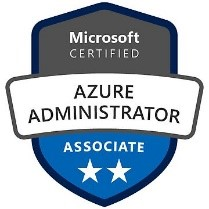 Microsoft
CERTIFIED
AZURE
ADMINISTRATOR
ASSOCIATE